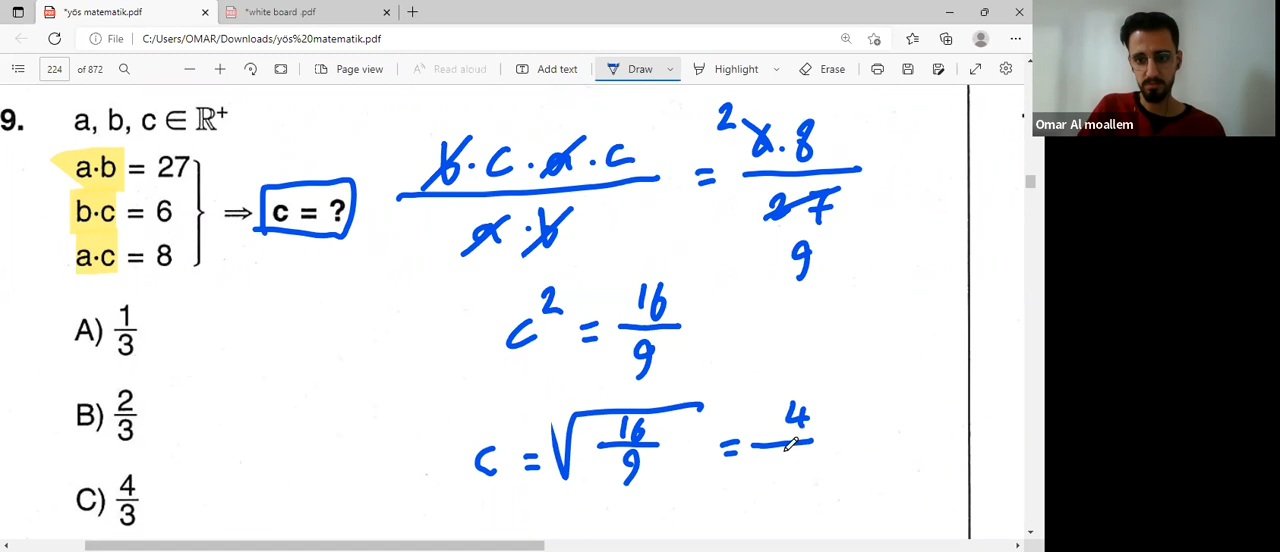 *yös matematik.pdf
*white board .pdf
File C:/Users/OMAR/Downloads/yös%20matematik.pdf
224 of 872 Page view Read aloud Add text Draw Highlight Erase
Omar Al moallem
9. a, b, c ∈ ℝ⁺
a·b = 27
b·c = 6 ⇒ c = ?
a·c = 8
A) 1/3
B) 2/3
C) 4/3
b · c · a · c / a · b = 2 6 · 8 / 27 9
c² = 16/9
c = √16/9 = 4